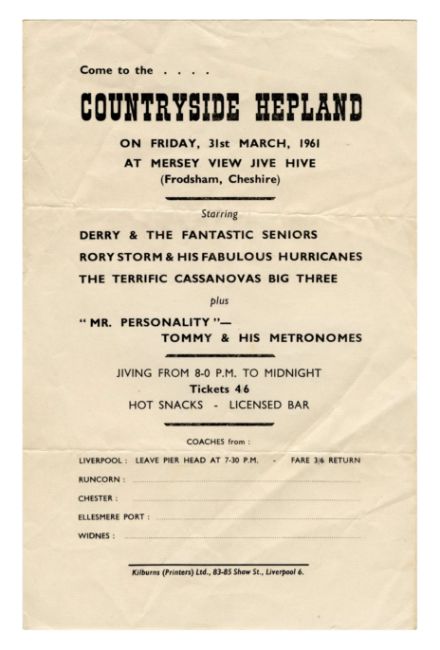 Come to the . . . .
COUNTRYSIDE HEPLAND
ON FRIDAY, 31st MARCH, 1961
AT MERSEY VIEW JIVE HIVE
(Frodsham, Cheshire)
Starring
DERRY & THE FANTASTIC SENIORS
RORY STORM & HIS FABULOUS HURRICANES
THE TERRIFIC CASSANOVAS BIG THREE
plus
"MR. PERSONALITY"—
TOMMY & HIS METRONOMES
JIVING FROM 8-0 P.M. TO MIDNIGHT
Tickets 4/6
HOT SNACKS - LICENSED BAR
COACHES from :
LIVERPOOL : LEAVE PIER HEAD AT 7-30 P.M. - FARE 3/6 RETURN
RUNCORN :
CHESTER :
ELLESMERE PORT :
WIDNES :
Kilburns (Printers) Ltd., 83-85 Shaw St., Liverpool 6.